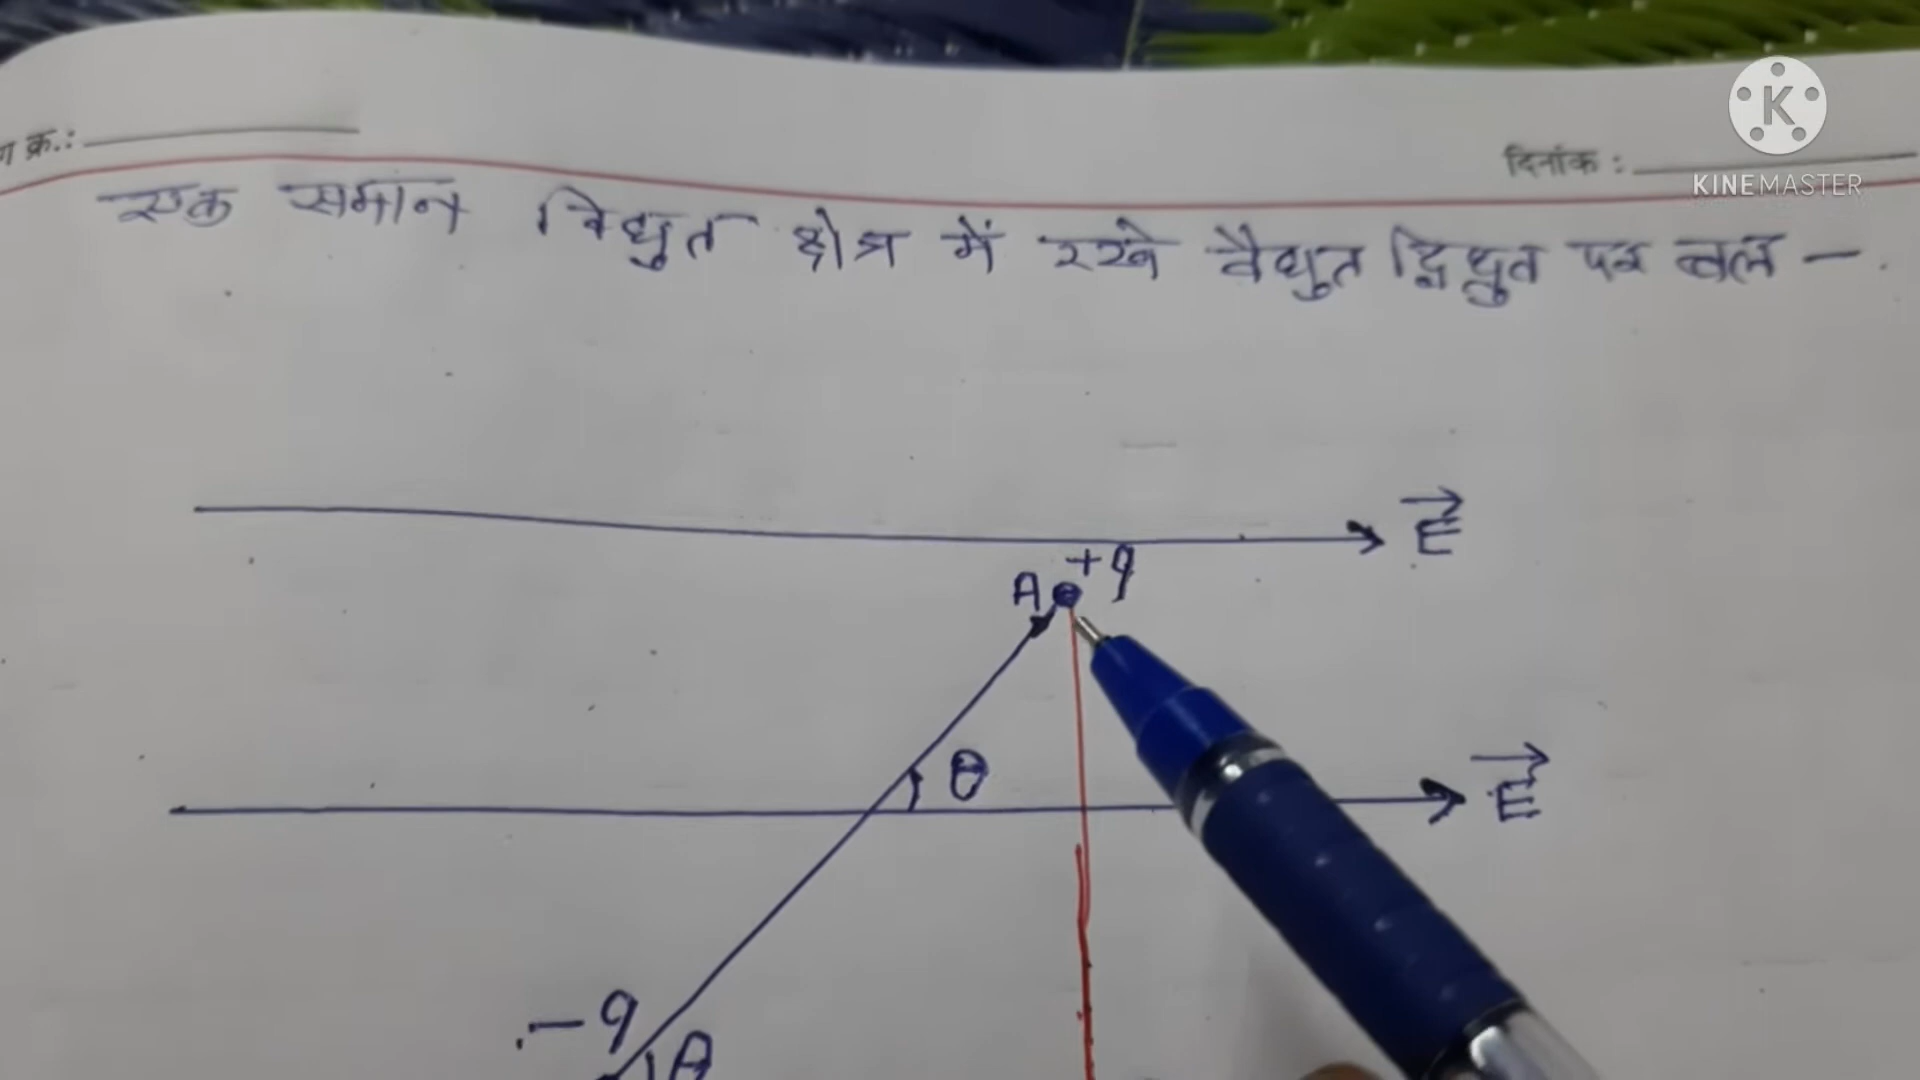 क्र.:
दिनांक :
KINEMASTER
एक समान विधुत क्षेत्र में रखे वैधुत द्विध्रुव पर बल -
E
A +q
θ
E
-q
θ